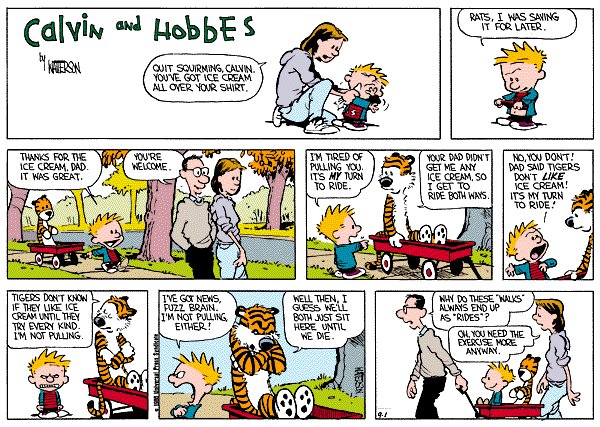 Calvin and HobbEs
by
WATTERSON
QUIT SQUIRMING, CALVIN.
YOU'VE GOT ICE CREAM
ALL OVER YOUR SHIRT.
RATS, I WAS SAVING
IT FOR LATER.
THANKS FOR THE
ICE CREAM, DAD.
IT WAS GREAT.
YOU'RE
WELCOME.
I'M TIRED OF
PULLING YOU.
IT'S MY TURN
TO RIDE.
YOUR DAD DIDN'T
GET ME ANY
ICE CREAM, SO
I GET TO
RIDE BOTH WAYS.
NO, YOU DON'T!
DAD SAID TIGERS
DON'T LIKE
ICE CREAM!
IT'S MY TURN
TO RIDE!
TIGERS DON'T KNOW
IF THEY LIKE ICE
CREAM UNTIL THEY
TRY EVERY KIND.
I'M NOT PULLING.
I'VE GOT NEWS,
FUZZ BRAIN.
I'M NOT PULLING,
EITHER!
WELL THEN, I
GUESS WE'LL
BOTH JUST SIT
HERE UNTIL
WE DIE.
WATTERSON
WHY DO THESE "WALKS"
ALWAYS END UP
AS "RIDES"?
OH, YOU NEED THE
EXERCISE MORE
ANYWAY.
9-1